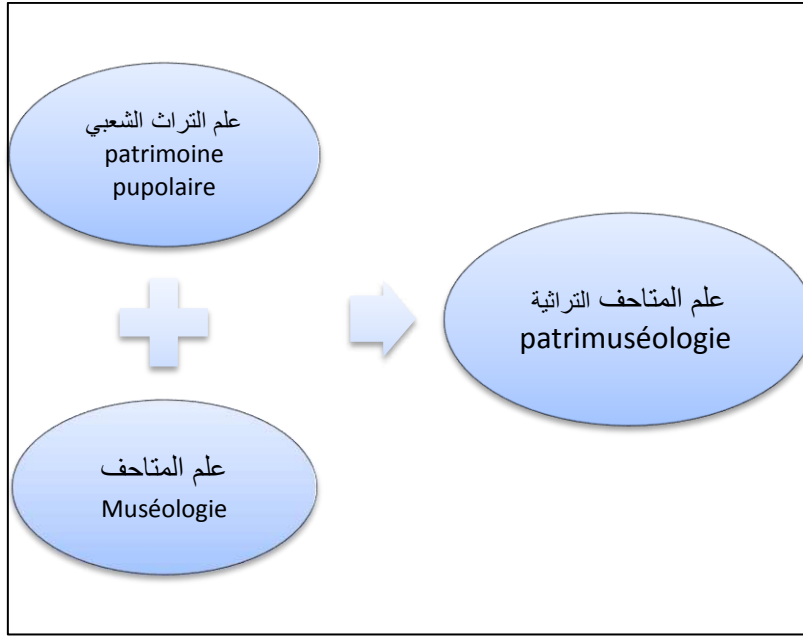 علم التراث الشعبي
patrimoine
pupolaire
علم المتاحف التراثية
patrimuséologie
علم المتاحف
Muséologie